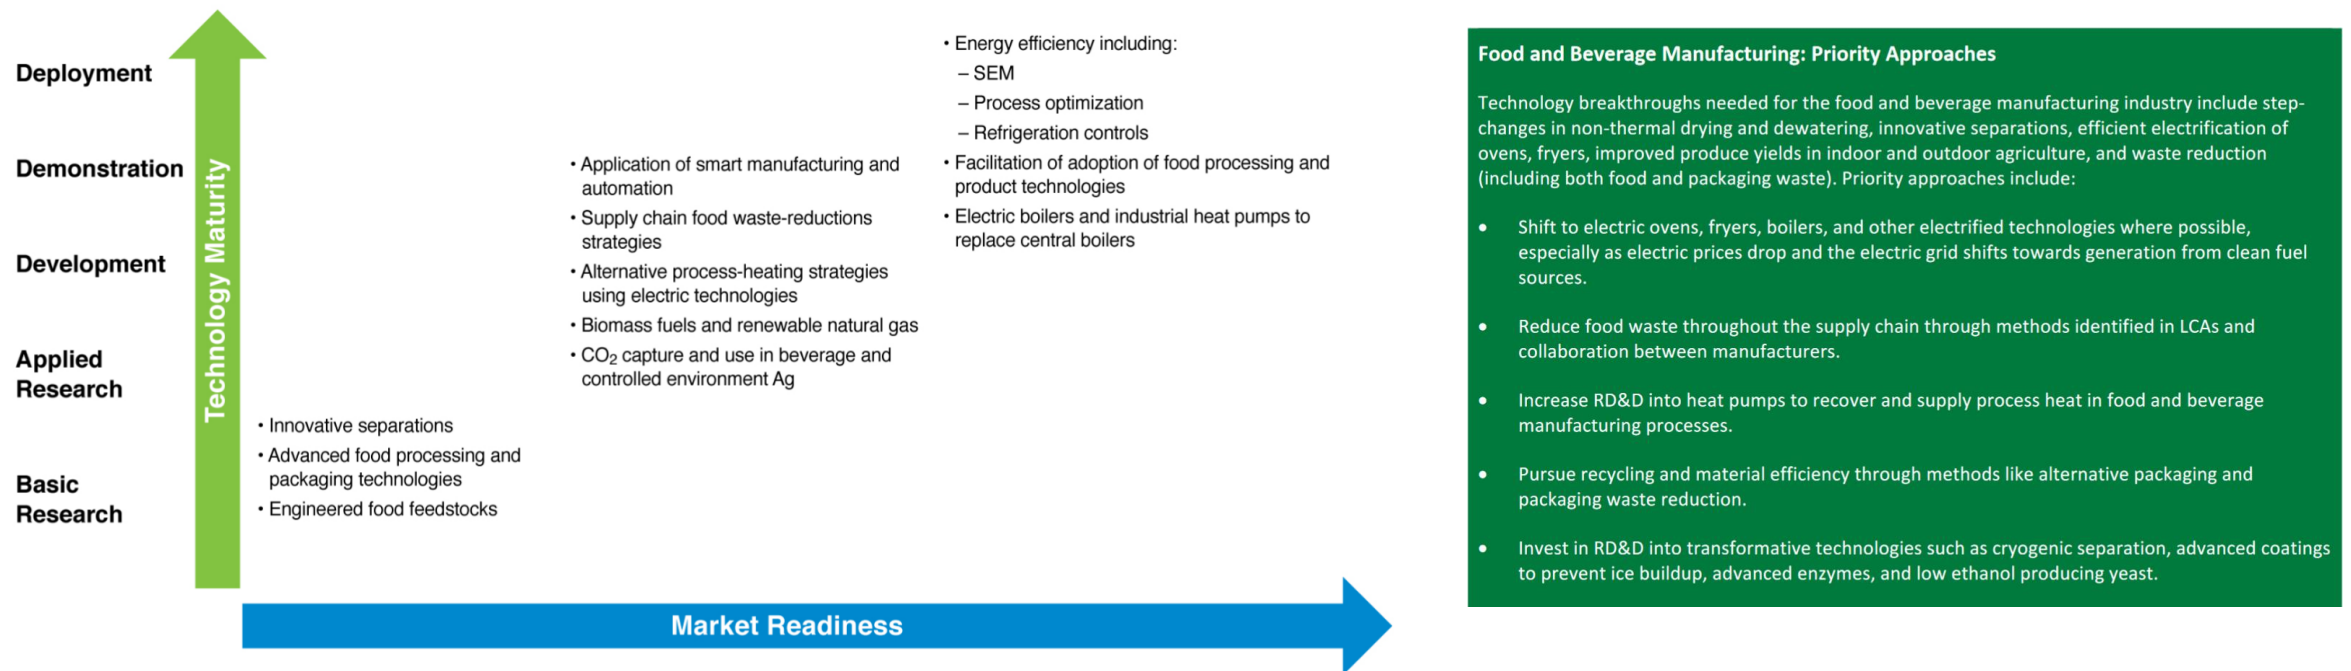 Deployment
Demonstration
Development
Applied
Research
Basic
Research
Technology Maturity
• Innovative separations
• Advanced food processing and
packaging technologies
• Engineered food feedstocks
• Application of smart manufacturing and
automation
• Supply chain food waste-reductions
strategies
• Alternative process-heating strategies
using electric technologies
• Biomass fuels and renewable natural gas
• CO₂ capture and use in beverage and
controlled environment Ag
• Energy efficiency including:
– SEM
– Process optimization
– Refrigeration controls
• Facilitation of adoption of food processing and
product technologies
• Electric boilers and industrial heat pumps to
replace central boilers
Market Readiness
Food and Beverage Manufacturing: Priority Approaches
Technology breakthroughs needed for the food and beverage manufacturing industry include step-
changes in non-thermal drying and dewatering, innovative separations, efficient electrification of
ovens, fryers, improved produce yields in indoor and outdoor agriculture, and waste reduction
(including both food and packaging waste). Priority approaches include:
• Shift to electric ovens, fryers, boilers, and other electrified technologies where possible,
especially as electric prices drop and the electric grid shifts towards generation from clean fuel
sources.
• Reduce food waste throughout the supply chain through methods identified in LCAs and
collaboration between manufacturers.
• Increase RD&D into heat pumps to recover and supply process heat in food and beverage
manufacturing processes.
• Pursue recycling and material efficiency through methods like alternative packaging and
packaging waste reduction.
• Invest in RD&D into transformative technologies such as cryogenic separation, advanced coatings
to prevent ice buildup, advanced enzymes, and low ethanol producing yeast.